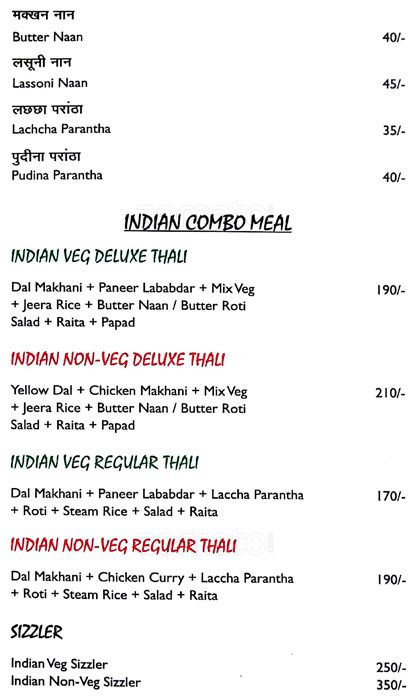 मक्खन नान
Butter Naan 40/-
लसूनी नान
Lassoni Naan 45/-
लछछा परांठा
Lachcha Parantha 35/-
पुदीना परांठा
Pudina Parantha 40/-
INDIAN COMBO MEAL
INDIAN VEG DELUXE THALI
Dal Makhani + Paneer Lababdar + Mix Veg 190/-
+ Jeera Rice + Butter Naan / Butter Roti
Salad + Raita + Papad
INDIAN NON-VEG DELUXE THALI
Yellow Dal + Chicken Makhani + Mix Veg 210/-
+ Jeera Rice + Butter Naan / Butter Roti
Salad + Raita + Papad
INDIAN VEG REGULAR THALI
Dal Makhani + Paneer Lababdar + Laccha Parantha 170/-
+ Roti + Steam Rice + Salad + Raita
INDIAN NON-VEG REGULAR THALI
Dal Makhani + Chicken Curry + Laccha Parantha 190/-
+ Roti + Steam Rice + Salad + Raita
SIZZLER
Indian Veg Sizzler 250/-
Indian Non-Veg Sizzler 350/-